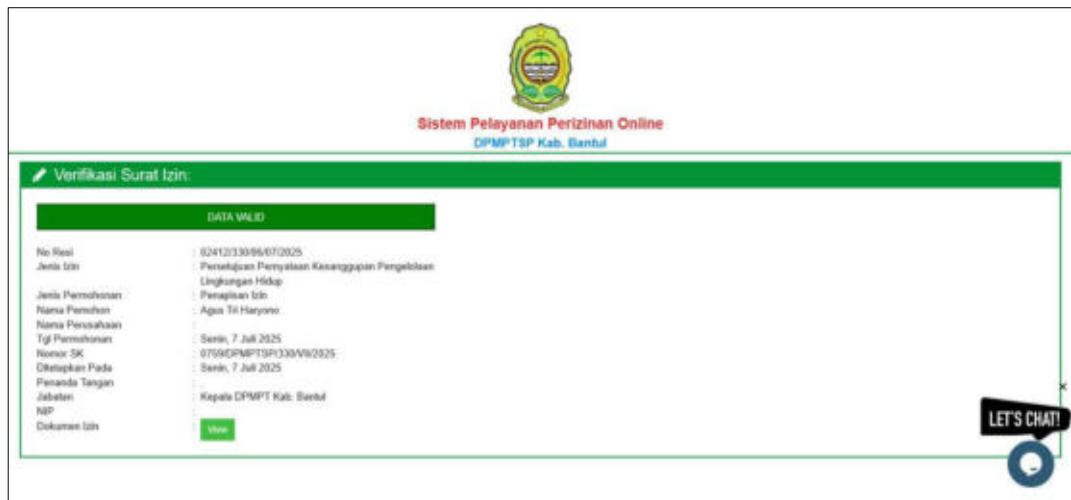 Sistem Pelayanan Perizinan Online
DPMPTSP Kab. Bantul
Verifikasi Surat Izin:
DATA VALID
No Resi : 02412/330/06/07/2025
Jenis Izin : Persetujuan Pernyataan Kesanggupan Pengelolaan
Lingkungan Hidup
Jenis Permohonan : Penapisan Izin
Nama Pemohon : Agus Tri Haryono
Nama Perusahaan :
Tgl Permohonan : Senin, 7 Juli 2025
Nomor SK : 0759/DPMPTSP/330/VII/2025
Ditetapkan Pada : Senin, 7 Juli 2025
Penanda Tangan :
Jabatan : Kepala DPMPT Kab. Bantul
NIP :
Dokumen Izin : View
LET'S CHAT!